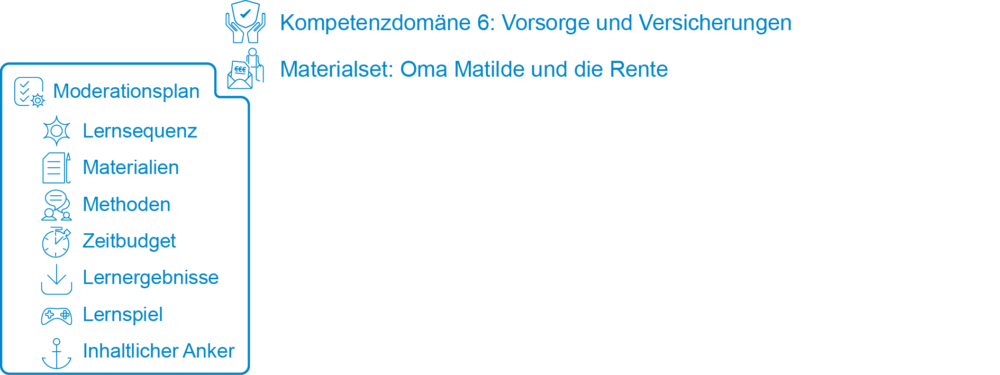 Kompetenzdomäne 6: Vorsorge und Versicherungen
Materialset: Oma Matilde und die Rente
€€€
Moderationsplan
Lernsequenz
Materialien
Methoden
Zeitbudget
Lernergebnisse
Lernspiel
Inhaltlicher Anker